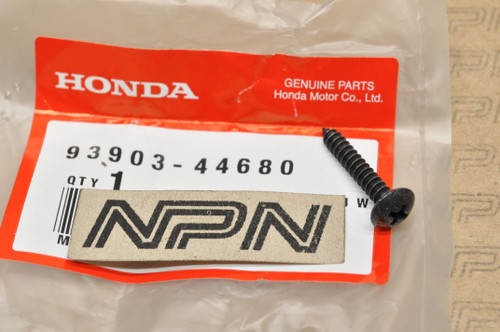 HONDA
GENUINE PARTS
Honda Motor Co., Ltd.
93903-44680
QTY 1
W
M
NPN